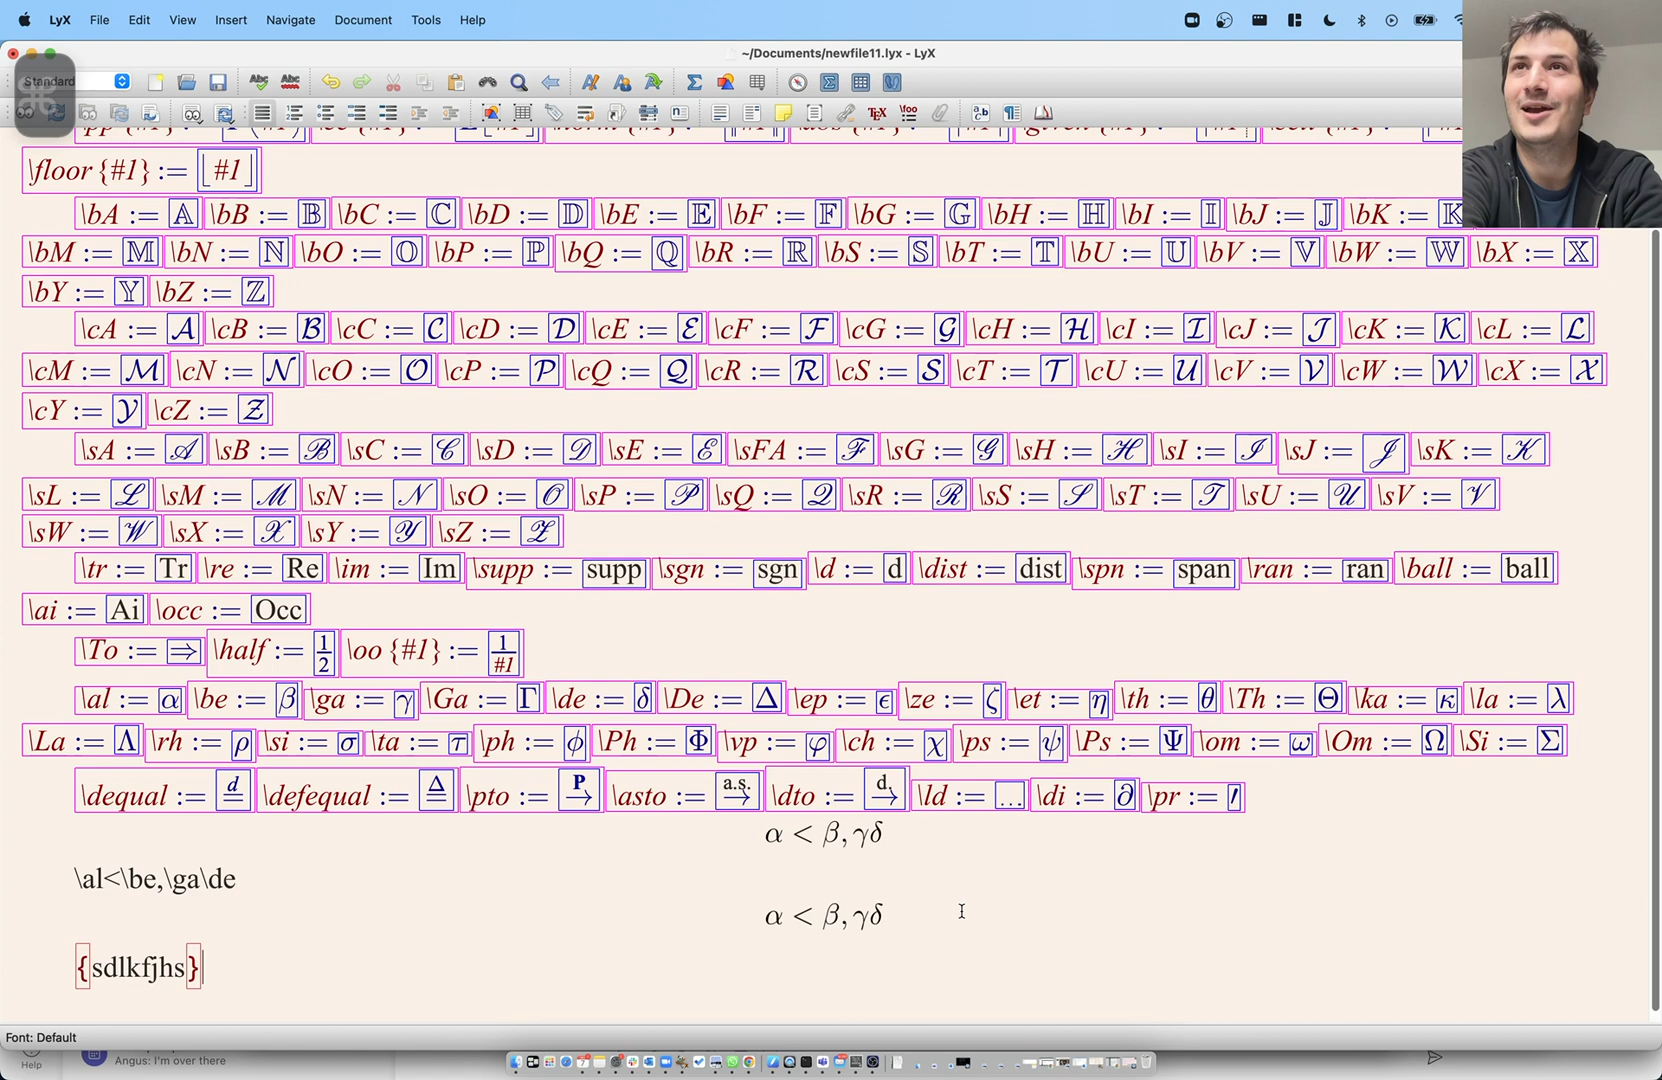 LyX File Edit View Insert Navigate Document Tools Help
~/Documents/newfile11.lyx - LyX
Standard
\floor {#1} := ⌊ #1 ⌋
\bA := 𝔸 \bB := 𝔹 \bC := ℂ \bD := 𝔻 \bE := 𝔼 \bF := 𝔽 \bG := 𝔾 \bH := ℍ \bI := 𝕀 \bJ := 𝕁 \bK := 𝕂
\bM := 𝕄 \bN := ℕ \bO := 𝕆 \bP := ℙ \bQ := ℚ \bR := ℝ \bS := 𝕊 \bT := 𝕋 \bU := 𝕌 \bV := 𝕍 \bW := 𝕎 \bX := 𝕏
\bY := 𝕐 \bZ := ℤ
\cA := 𝒜 \cB := ℬ \cC := 𝒞 \cD := 𝒟 \cE := ℰ \cF := ℱ \cG := 𝒢 \cH := ℋ \cI := ℐ \cJ := 𝒥 \cK := 𝒦 \cL := ℒ
\cM := ℳ \cN := 𝒩 \cO := 𝒪 \cP := 𝒫 \cQ := 𝒬 \cR := ℛ \cS := 𝒮 \cT := 𝒯 \cU := 𝒰 \cV := 𝒱 \cW := 𝒲 \cX := 𝒳
\cY := 𝒴 \cZ := 𝒵
\sA := 𝒜 \sB := ℬ \sC := 𝒞 \sD := 𝒟 \sE := ℰ \sFA := ℱ \sG := 𝒢 \sH := ℋ \sI := ℐ \sJ := 𝒥 \sK := 𝒦
\sL := ℒ \sM := ℳ \sN := 𝒩 \sO := 𝒪 \sP := 𝒫 \sQ := 𝒬 \sR := ℛ \sS := 𝒮 \sT := 𝒯 \sU := 𝒰 \sV := 𝒱
\sW := 𝒲 \sX := 𝒳 \sY := 𝒴 \sZ := 𝒵
\tr := Tr \re := Re \im := Im \supp := supp \sgn := sgn \d := d \dist := dist \spn := span \ran := ran \ball := ball
\ai := Ai \occ := Occ
\To := ⇒ \half := 1/2 \oo {#1} := 1/#1
\al := α \be := β \ga := γ \Ga := Γ \de := δ \De := Δ \ep := ϵ \ze := ζ \et := η \th := θ \Th := Θ \ka := κ \la := λ
\La := Λ \rh := ρ \si := σ \ta := τ \ph := ϕ \Ph := Φ \vp := φ \ch := χ \ps := ψ \Ps := Ψ \om := ω \Om := Ω \Si := Σ
\dequal := d= \defequal := Δ= \pto := P→ \asto := a.s.→ \dto := d.→ \ld := … \di := ∂ \pr := ′
α < β, γδ
\al<\be,\ga\de
α < β, γδ
{sdlkfjhs}
Font: Default
Help
Angus: I'm over there